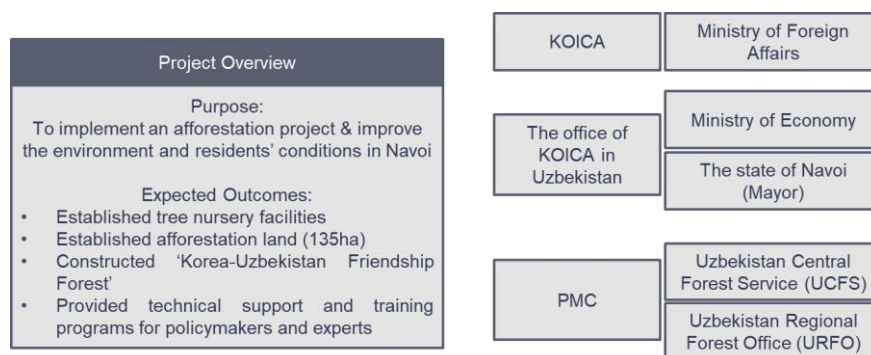 Project Overview
Purpose:
To implement an afforestation project & improve
the environment and residents’ conditions in Navoi
Expected Outcomes:
• Established tree nursery facilities
• Established afforestation land (135ha)
• Constructed ‘Korea-Uzbekistan Friendship
Forest’
• Provided technical support and training
programs for policymakers and experts
KOICA
Ministry of Foreign
Affairs
The office of
KOICA in
Uzbekistan
Ministry of Economy
The state of Navoi
(Mayor)
PMC
Uzbekistan Central
Forest Service (UCFS)
Uzbekistan Regional
Forest Office (URFO)